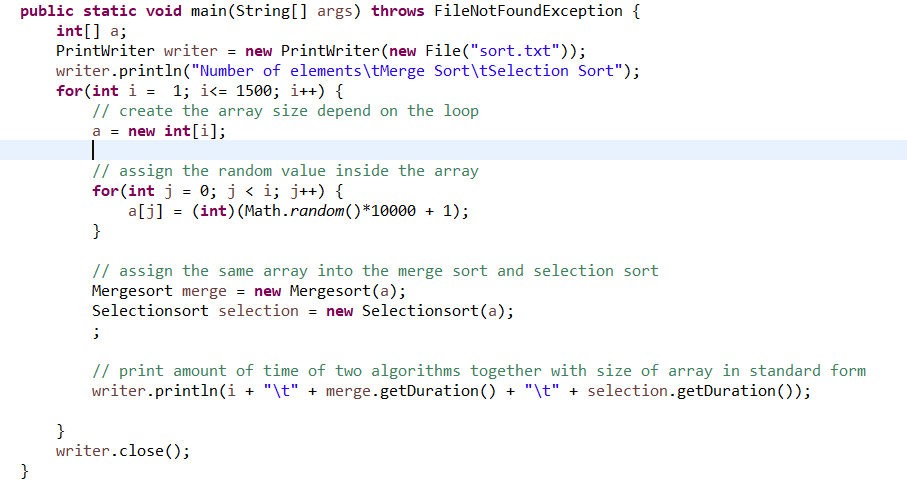 public static void main(String[] args) throws FileNotFoundException {
int[] a;
PrintWriter writer = new PrintWriter(new File("sort.txt"));
writer.println("Number of elements\tMerge Sort\tSelection Sort");
for(int i =  1; i<= 1500; i++) {
// create the array size depend on the loop
a = new int[i];
// assign the random value inside the array
for(int j = 0; j < i; j++) {
a[j] = (int)(Math.random()*10000 + 1);
}
// assign the same array into the merge sort and selection sort
Mergesort merge = new Mergesort(a);
Selectionsort selection = new Selectionsort(a);
;
// print amount of time of two algorithms together with size of array in standard form
writer.println(i + "\t" + merge.getDuration() + "\t" + selection.getDuration());
}
writer.close();
}